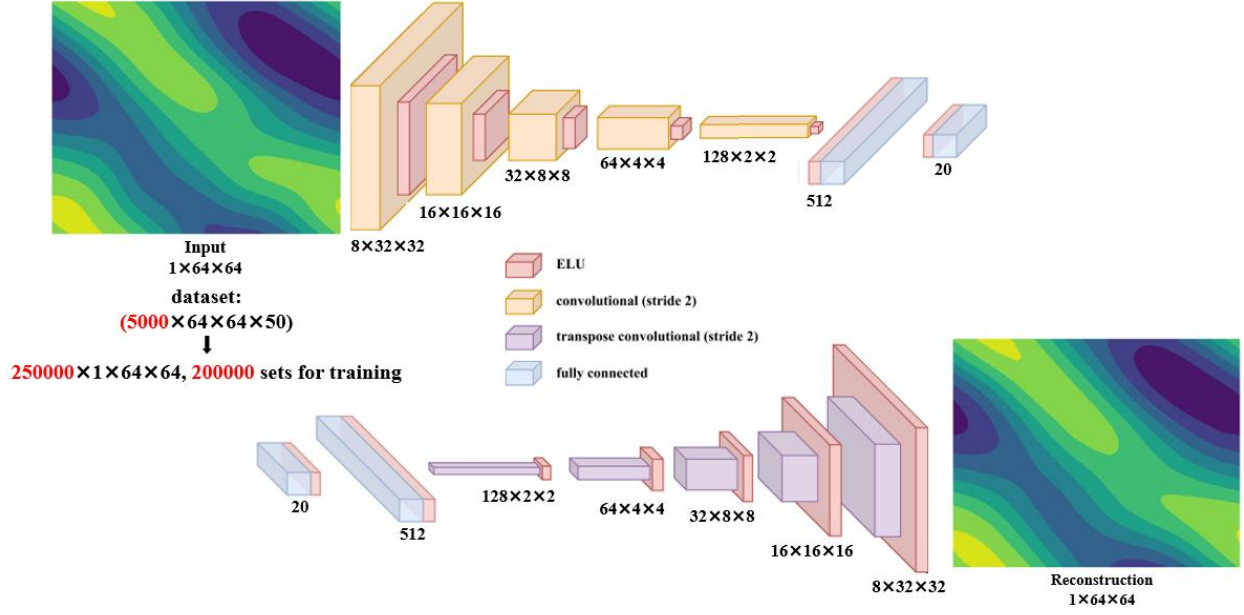 Input
1×64×64
dataset:
(5000×64×64×50)
250000×1×64×64, 200000 sets for training
8×32×32
16×16×16
32×8×8
64×4×4
128×2×2
512
20
ELU
convolutional (stride 2)
transpose convolutional (stride 2)
fully connected
20
512
128×2×2
64×4×4
32×8×8
16×16×16
8×32×32
Reconstruction
1×64×64